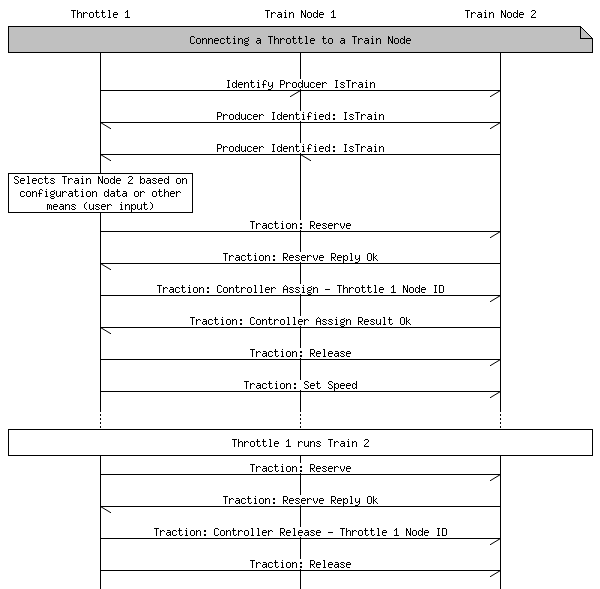 Throttle 1 Train Node 1 Train Node 2
Connecting a Throttle to a Train Node
Identify Producer IsTrain
Producer Identified: IsTrain
Producer Identified: IsTrain
Selects Train Node 2 based on
configuration data or other
means (user input)
Traction: Reserve
Traction: Reserve Reply Ok
Traction: Controller Assign - Throttle 1 Node ID
Traction: Controller Assign Result Ok
Traction: Release
Traction: Set Speed
Throttle 1 runs Train 2
Traction: Reserve
Traction: Reserve Reply Ok
Traction: Controller Release - Throttle 1 Node ID
Traction: Release